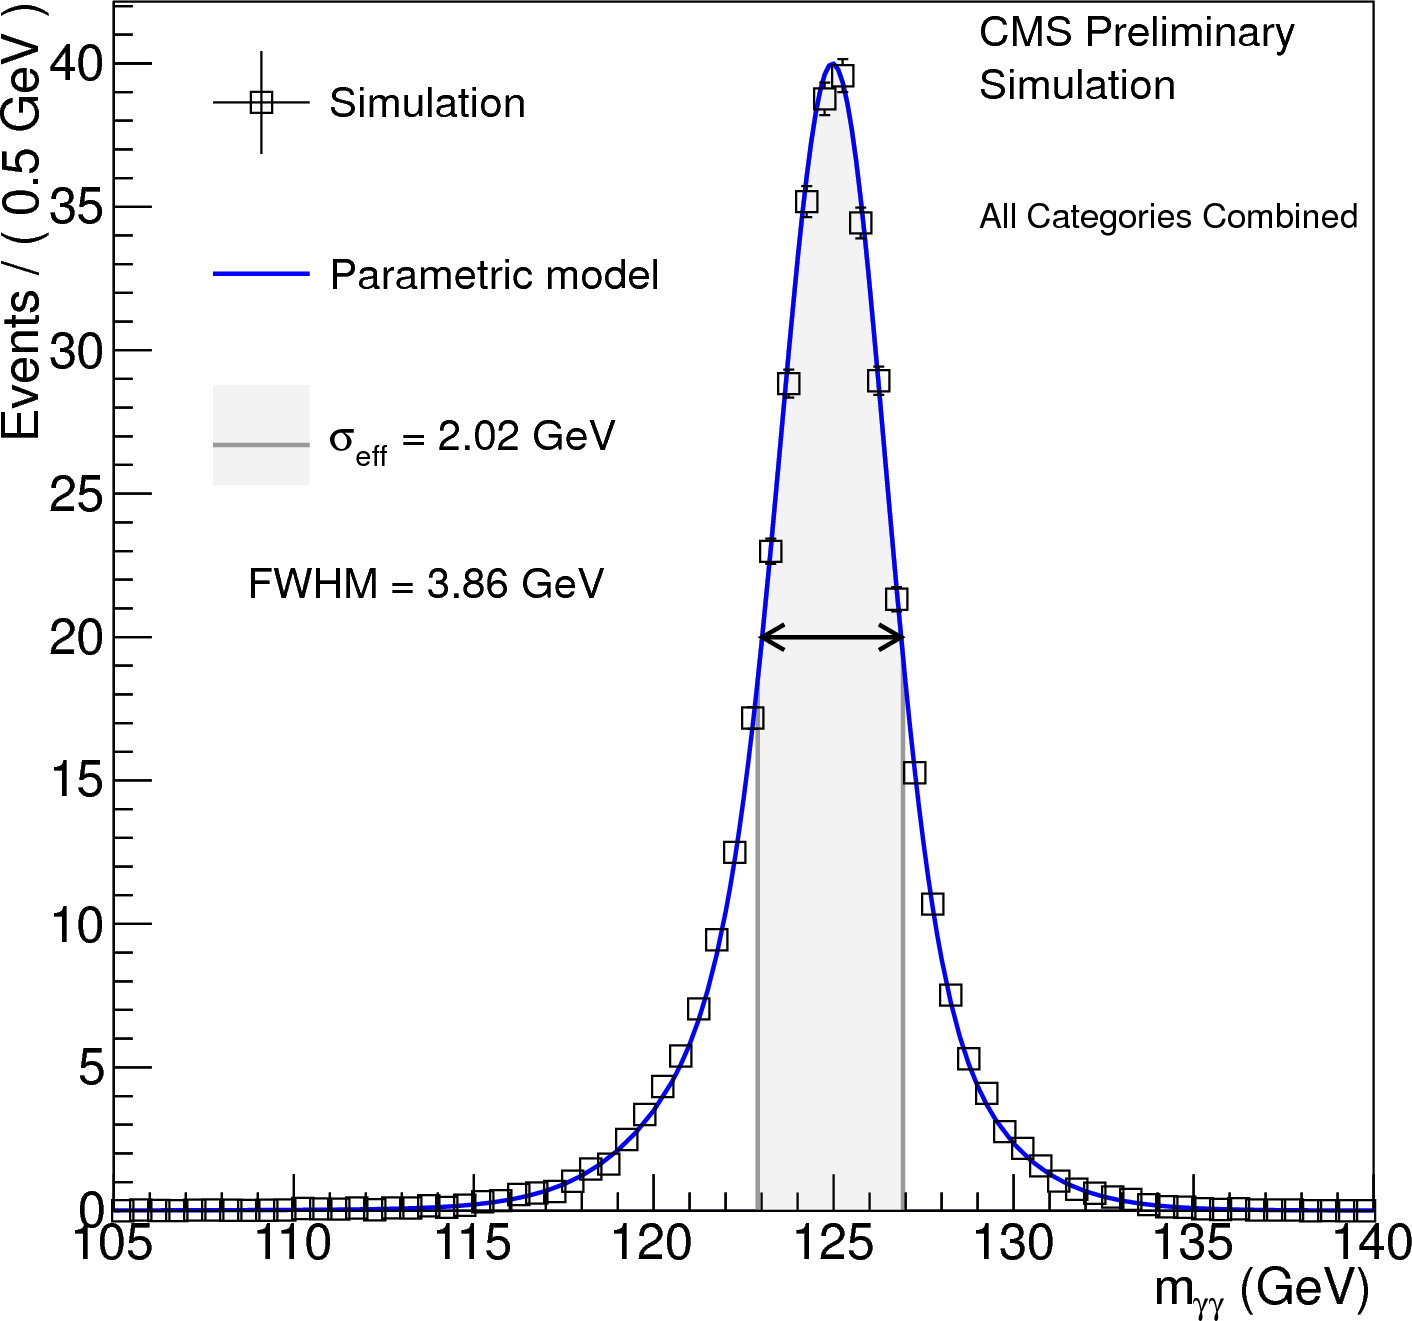 Events / ( 0.5 GeV )
40
35
30
25
20
15
10
5
0
Simulation
Parametric model
σeff = 2.02 GeV
FWHM = 3.86 GeV
CMS Preliminary
Simulation
All Categories Combined
105 110 115 120 125 130 135 140
mγγ (GeV)